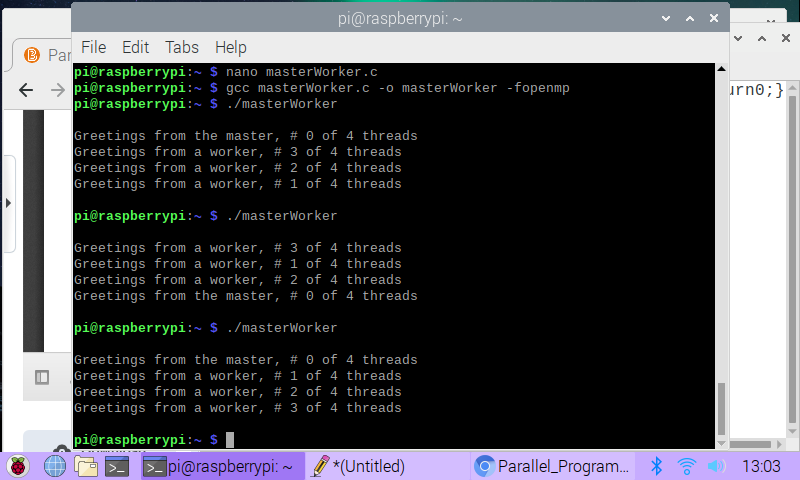 pi@raspberrypi: ~
File Edit Tabs Help
Par
urn0;}
pi@raspberrypi:~ $ nano masterWorker.c
pi@raspberrypi:~ $ gcc masterWorker.c -o masterWorker -fopenmp
pi@raspberrypi:~ $ ./masterWorker
Greetings from the master, # 0 of 4 threads
Greetings from a worker, # 3 of 4 threads
Greetings from a worker, # 2 of 4 threads
Greetings from a worker, # 1 of 4 threads
pi@raspberrypi:~ $ ./masterWorker
Greetings from a worker, # 3 of 4 threads
Greetings from a worker, # 1 of 4 threads
Greetings from a worker, # 2 of 4 threads
Greetings from the master, # 0 of 4 threads
pi@raspberrypi:~ $ ./masterWorker
Greetings from the master, # 0 of 4 threads
Greetings from a worker, # 1 of 4 threads
Greetings from a worker, # 2 of 4 threads
Greetings from a worker, # 3 of 4 threads
pi@raspberrypi:~ $
pi@raspberrypi: ~ *(Untitled) Parallel_Program... 13:03